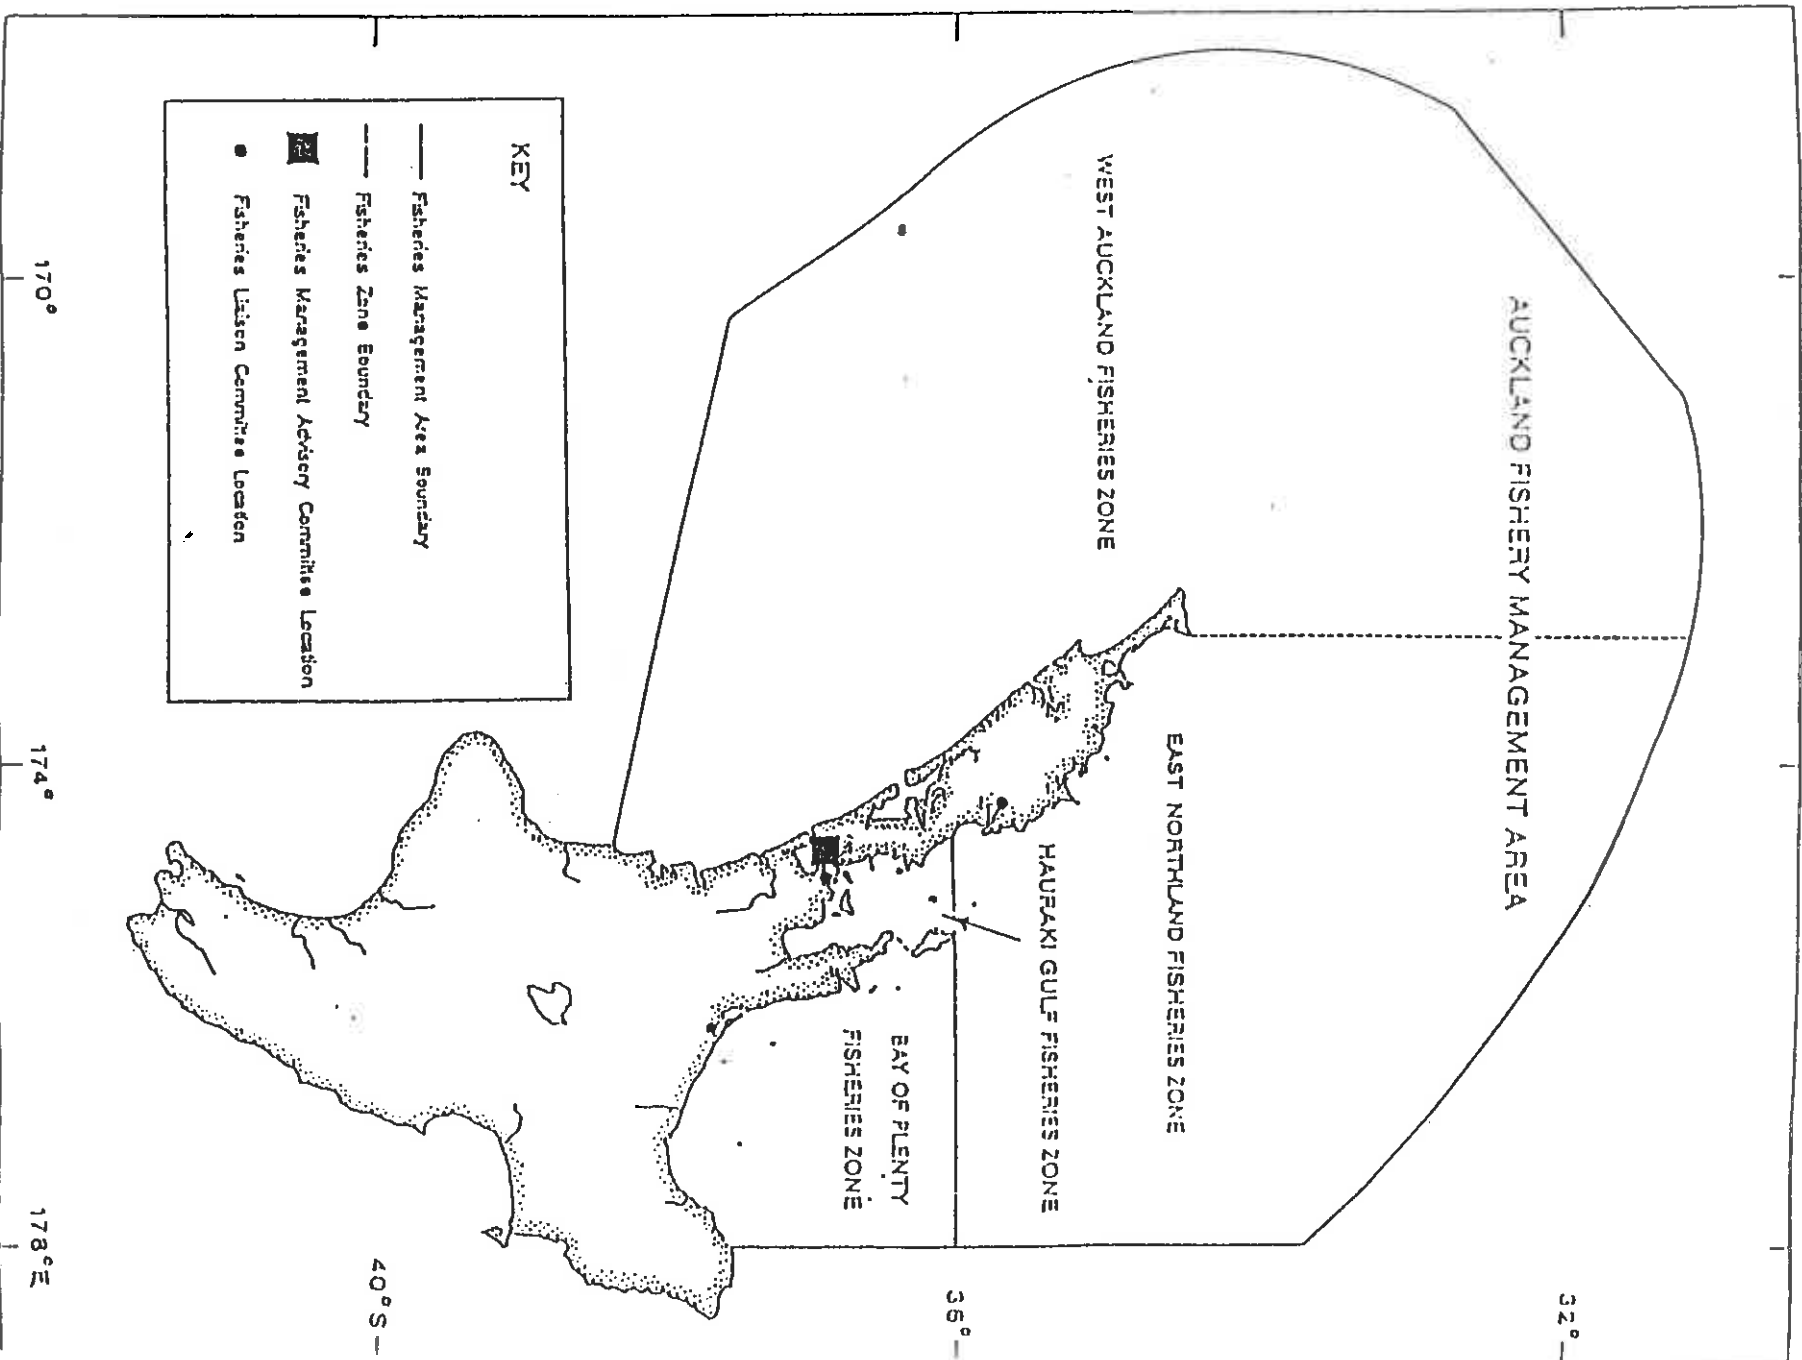 AUCKLAND FISHERY MANAGEMENT AREA
WEST AUCKLAND FISHERIES ZONE
EAST NORTHLAND FISHERIES ZONE
HAURAKI GULF FISHERIES ZONE
BAY OF PLENTY
FISHERIES ZONE
KEY
Fisheries Management Area Boundary
Fisheries Zone Boundary
Fisheries Management Advisory Committee Location
Fisheries Liaison Committee Location
32°
36°
40°S
170°
174°
178°E